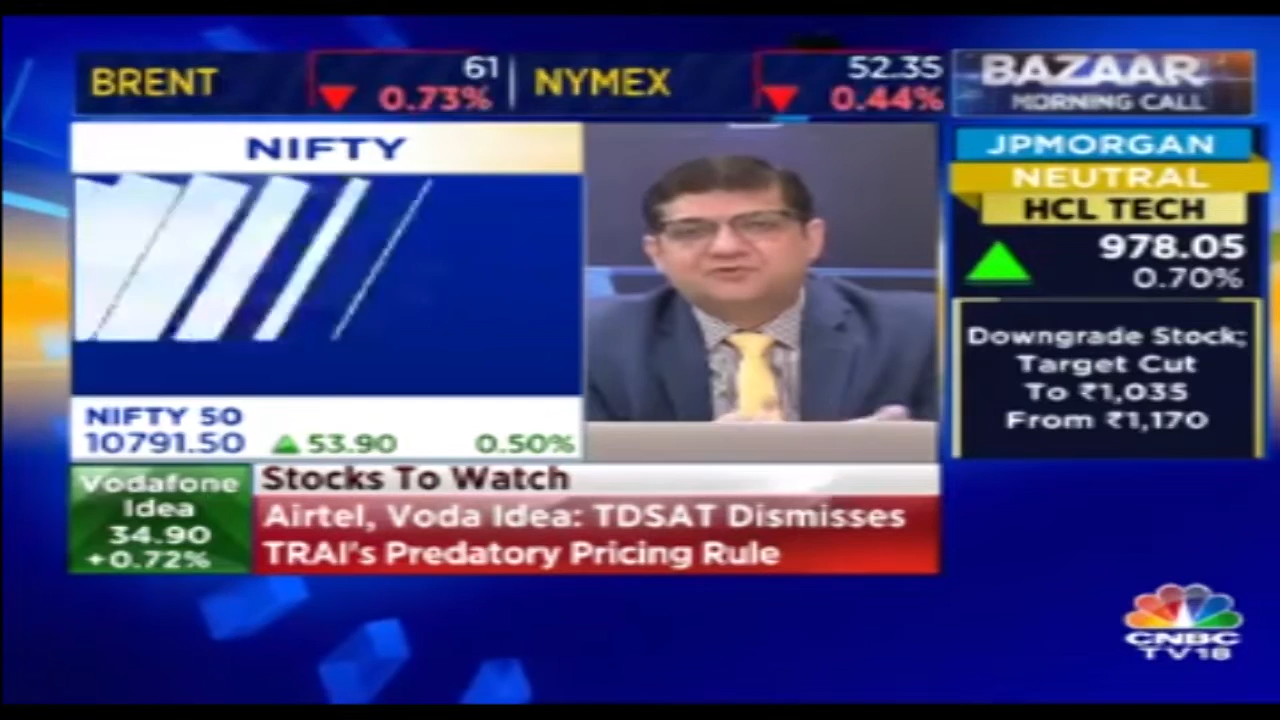 BRENT
61
0.73%
NYMEX
52.35
0.44%
BAZAAR
MORNING CALL
NIFTY
NIFTY 50
10791.50 53.90 0.50%
JPMORGAN
NEUTRAL
HCL TECH
978.05
0.70%
Downgrade Stock;
Target Cut
To ₹1,035
From ₹1,170
Vodafone
Idea
34.90
+0.72%
Stocks To Watch
Airtel, Voda Idea: TDSAT Dismisses
TRAI's Predatory Pricing Rule
CNBC
TV18